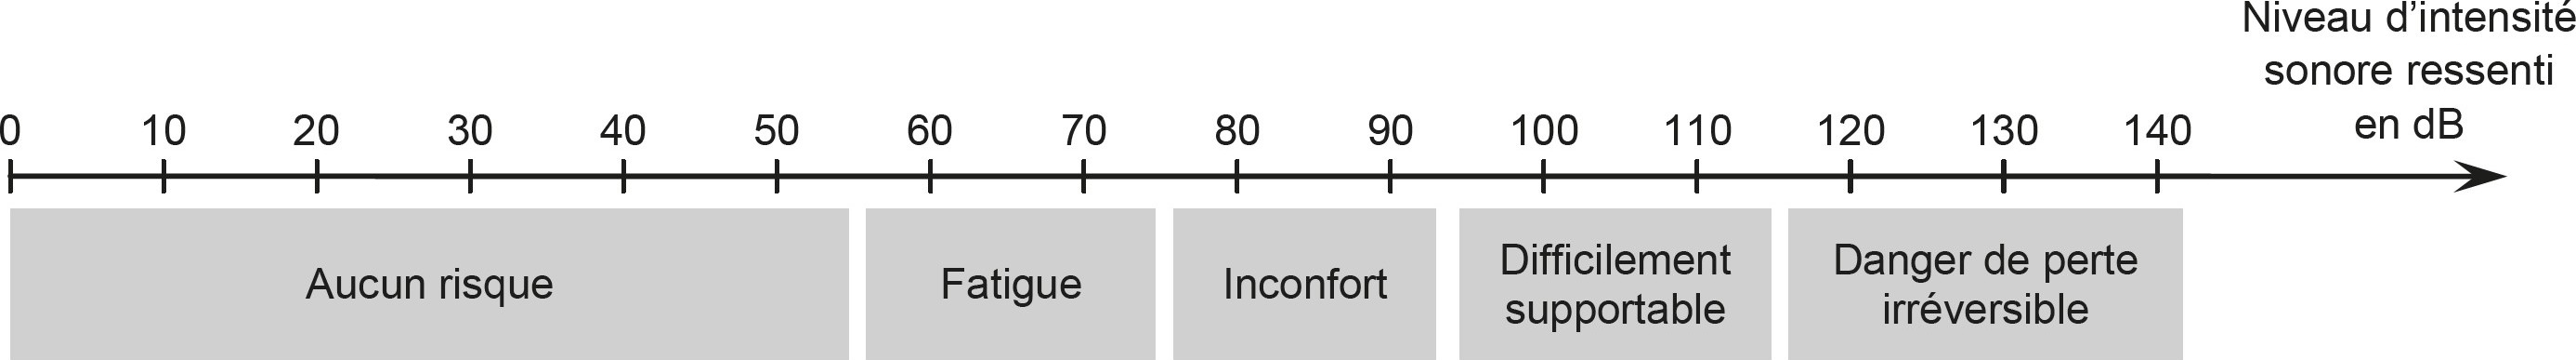 Niveau d’intensité
sonore ressenti
en dB
0 10 20 30 40 50 60 70 80 90 100 110 120 130 140
Aucun risque
Fatigue
Inconfort
Difficilement
supportable
Danger de perte
irréversible